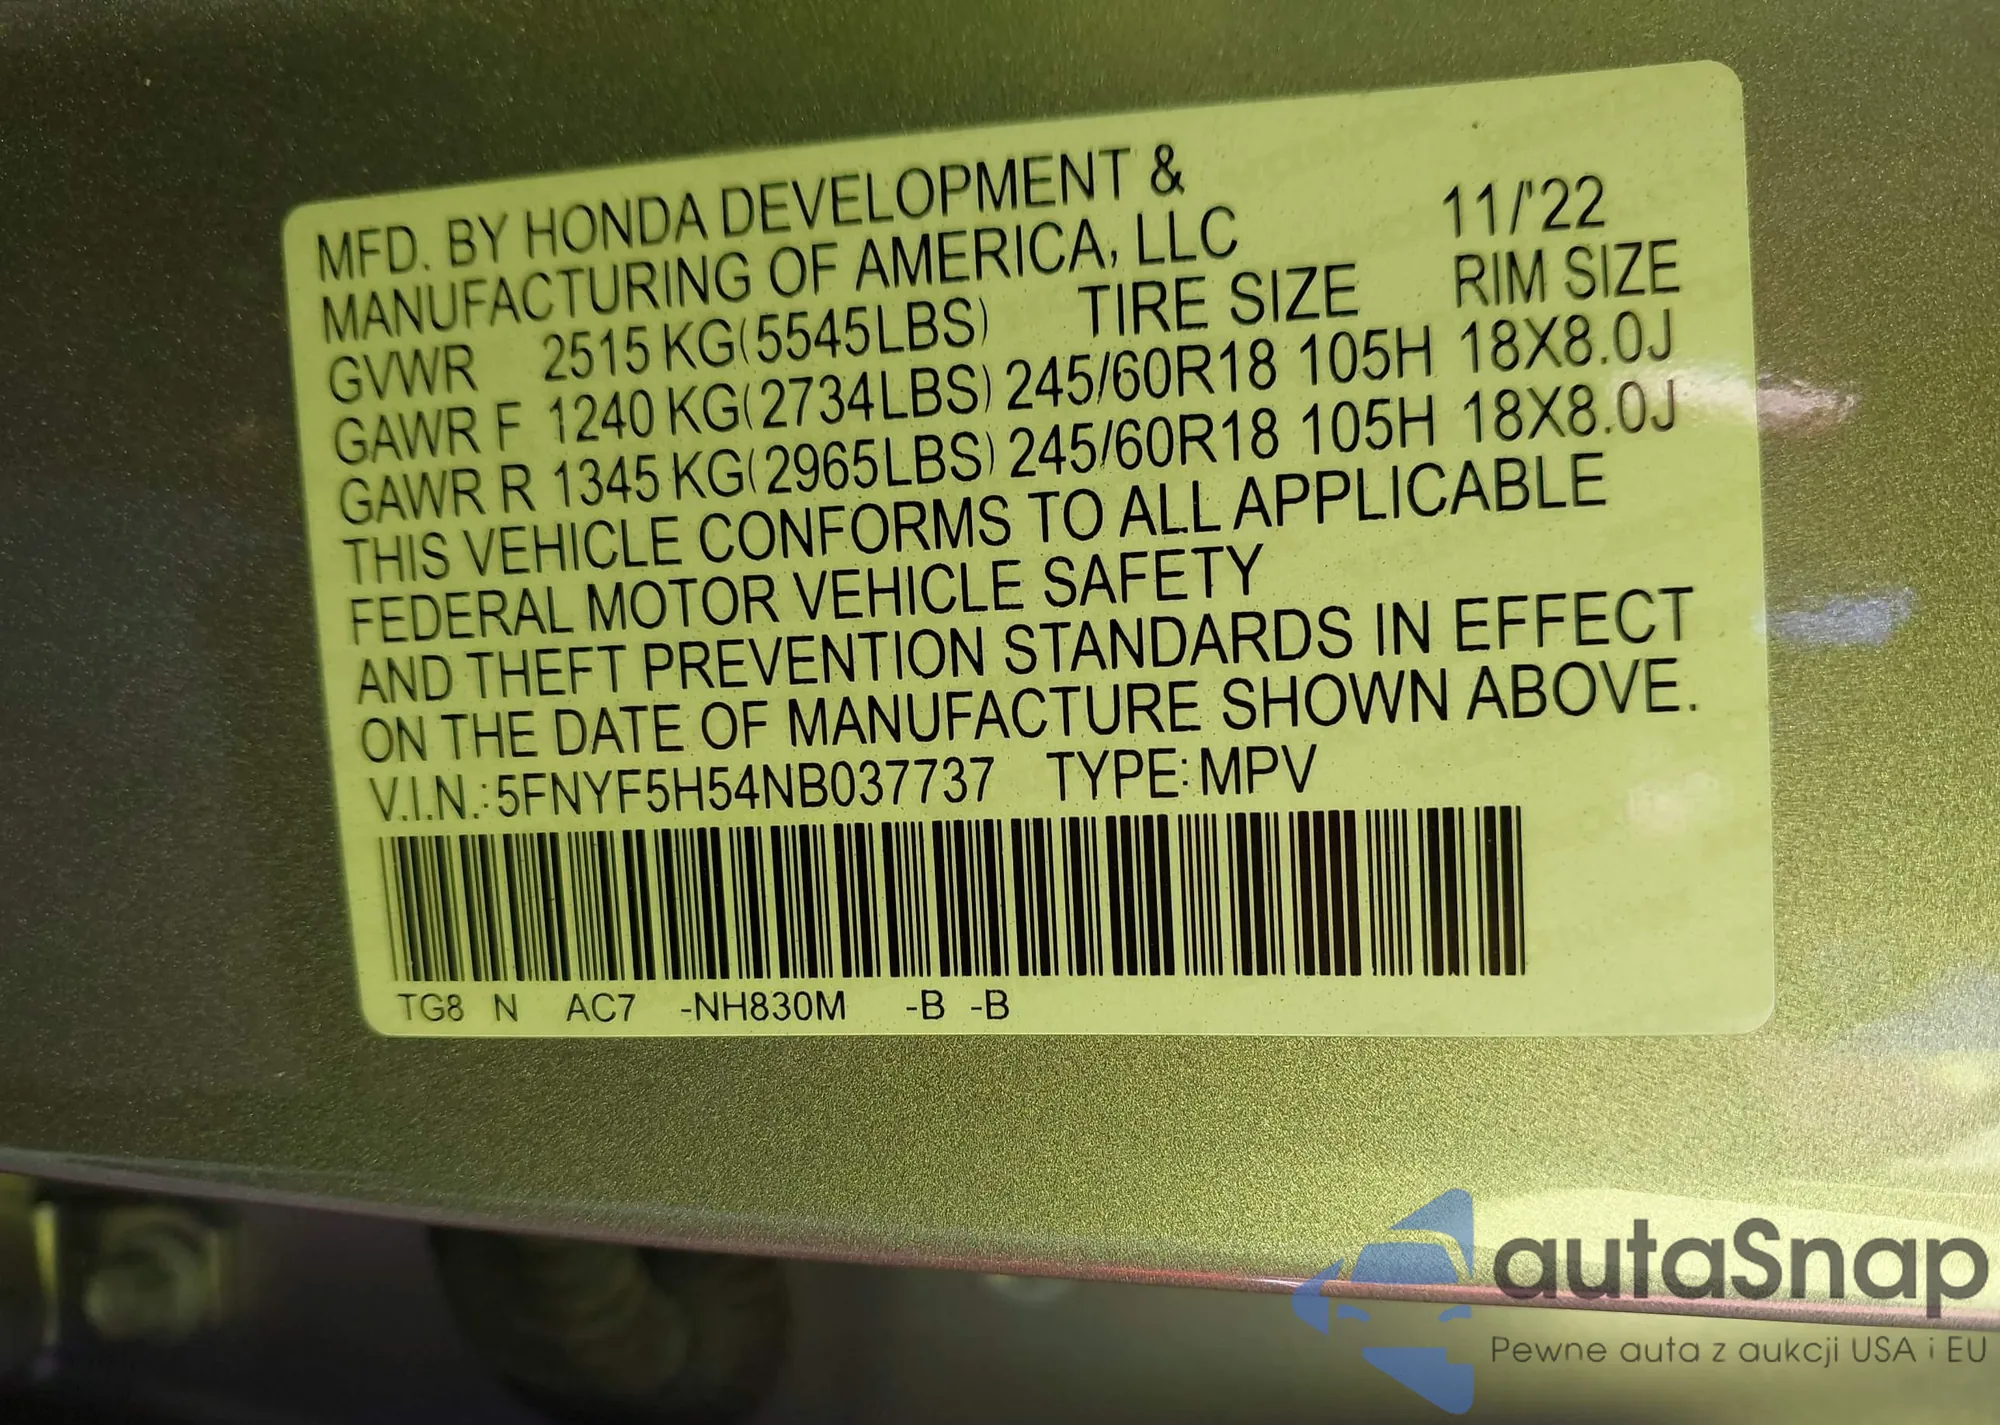 MFD. BY HONDA DEVELOPMENT &
MANUFACTURING OF AMERICA, LLC 11/'22
GVWR 2515 KG(5545LBS) TIRE SIZE RIM SIZE
GAWR F 1240 KG(2734LBS) 245/60R18 105H 18X8.0J
GAWR R 1345 KG(2965LBS) 245/60R18 105H 18X8.0J
THIS VEHICLE CONFORMS TO ALL APPLICABLE
FEDERAL MOTOR VEHICLE SAFETY
AND THEFT PREVENTION STANDARDS IN EFFECT
ON THE DATE OF MANUFACTURE SHOWN ABOVE.
V.I.N.:5FNYF5H54NB037737 TYPE:MPV
TG8 N AC7 -NH830M -B -B
autaSnap
Pewne auta z aukcji USA i EU